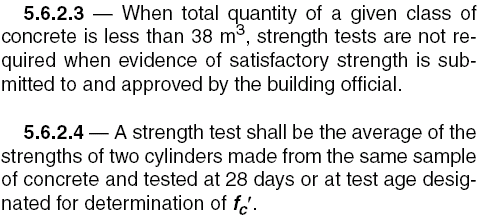 5.6.2.3 — When total quantity of a given class of
concrete is less than 38 m³, strength tests are not re-
quired when evidence of satisfactory strength is sub-
mitted to and approved by the building official.
5.6.2.4 — A strength test shall be the average of the
strengths of two cylinders made from the same sample
of concrete and tested at 28 days or at test age desig-
nated for determination of fc′.